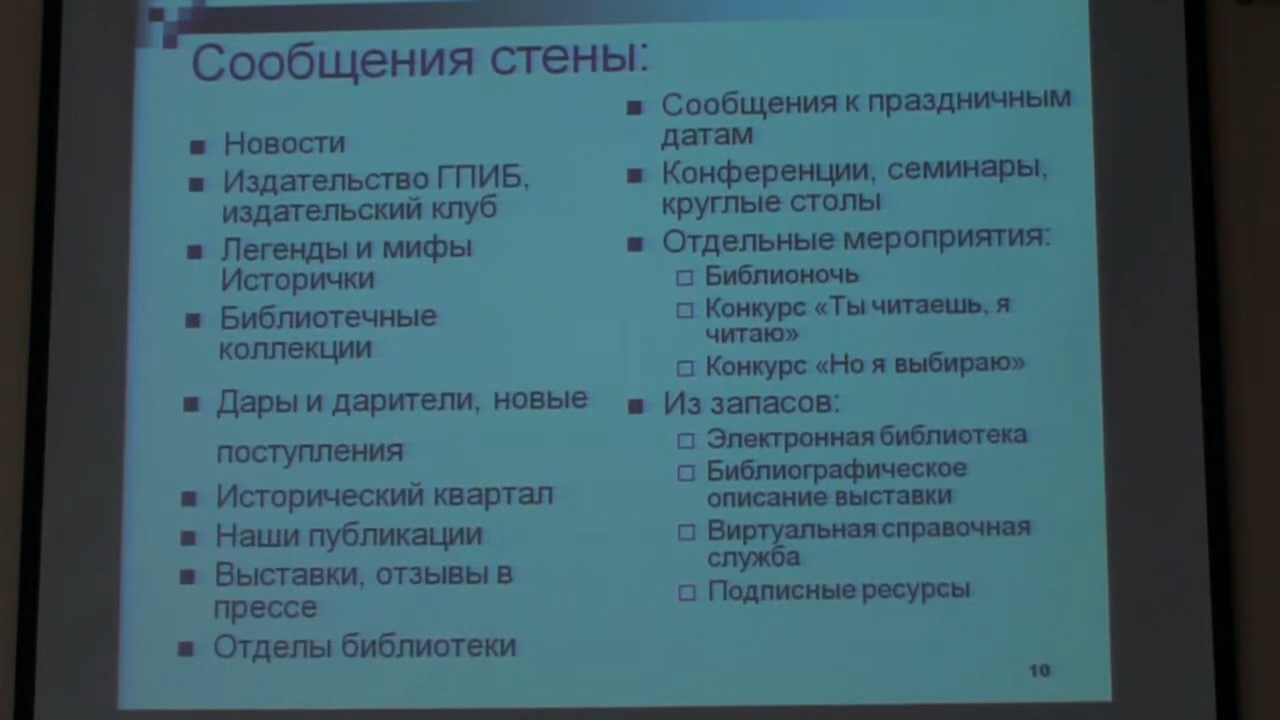 Сообщения стены:
Новости
Издательство ГПИБ,
издательский клуб
Легенды и мифы
Исторички
Библиотечные
коллекции
Дары и дарители, новые
поступления
Исторический квартал
Наши публикации
Выставки, отзывы в
прессе
Отделы библиотеки
Сообщения к праздничным
датам
Конференции, семинары,
круглые столы
Отдельные мероприятия:
Библионочь
Конкурс «Ты читаешь, я
читаю»
Конкурс «Но я выбираю»
Из запасов:
Электронная библиотека
Библиографическое
описание выставки
Виртуальная справочная
служба
Подписные ресурсы
10